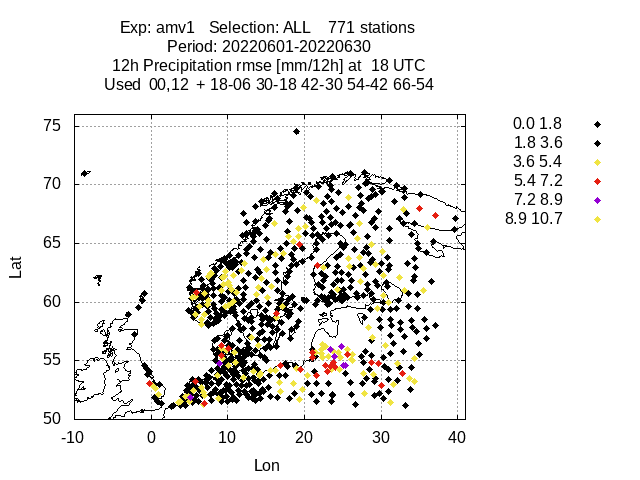 Exp: amv1 Selection: ALL 771 stations
Period: 20220601-20220630
12h Precipitation rmse [mm/12h] at 18 UTC
Used 00,12 + 18-06 30-18 42-30 54-42 66-54
75
70
65
60
55
50
Lat
-10 0 10 20 30 40
Lon
0.0 1.8
1.8 3.6
3.6 5.4
5.4 7.2
7.2 8.9
8.9 10.7